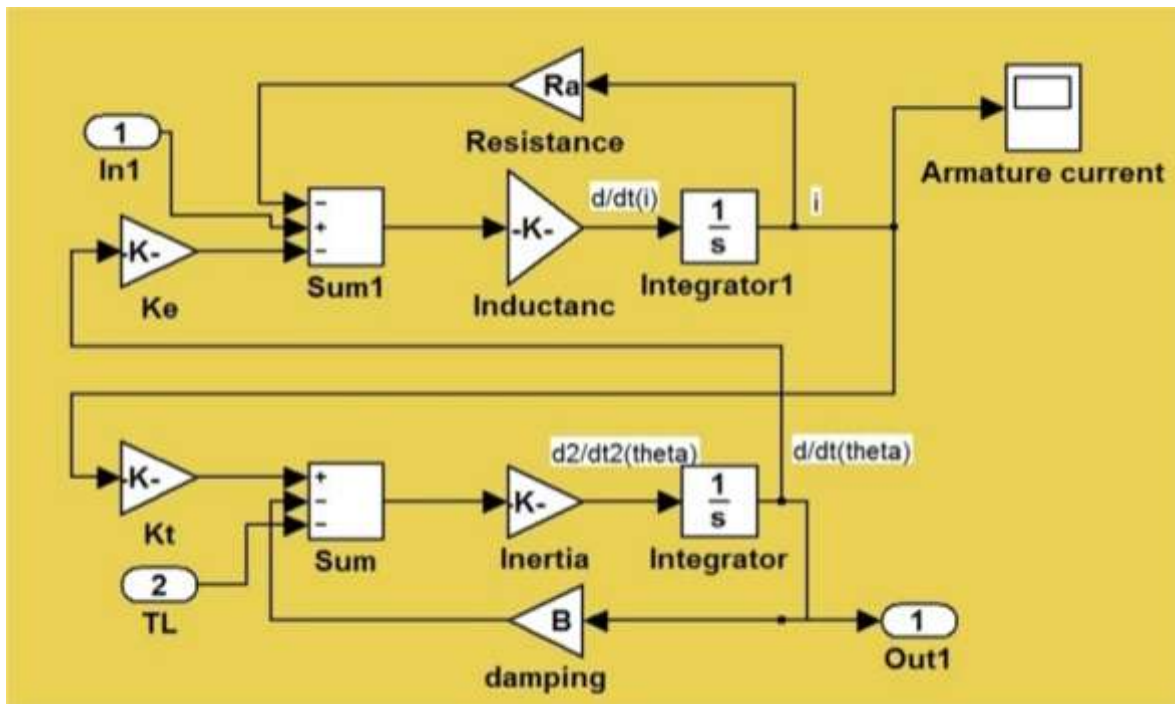 Ra
1
In1
Resistance
Armature current
d/dt(i)
i
−
+
−
-K-
1
s
-K-
Ke
Sum1
Inductanc
Integrator1
d2/dt2(theta)
d/dt(theta)
-K-
+
−
−
-K-
1
s
Kt
Sum
Inertia
Integrator
2
TL
B
damping
1
Out1